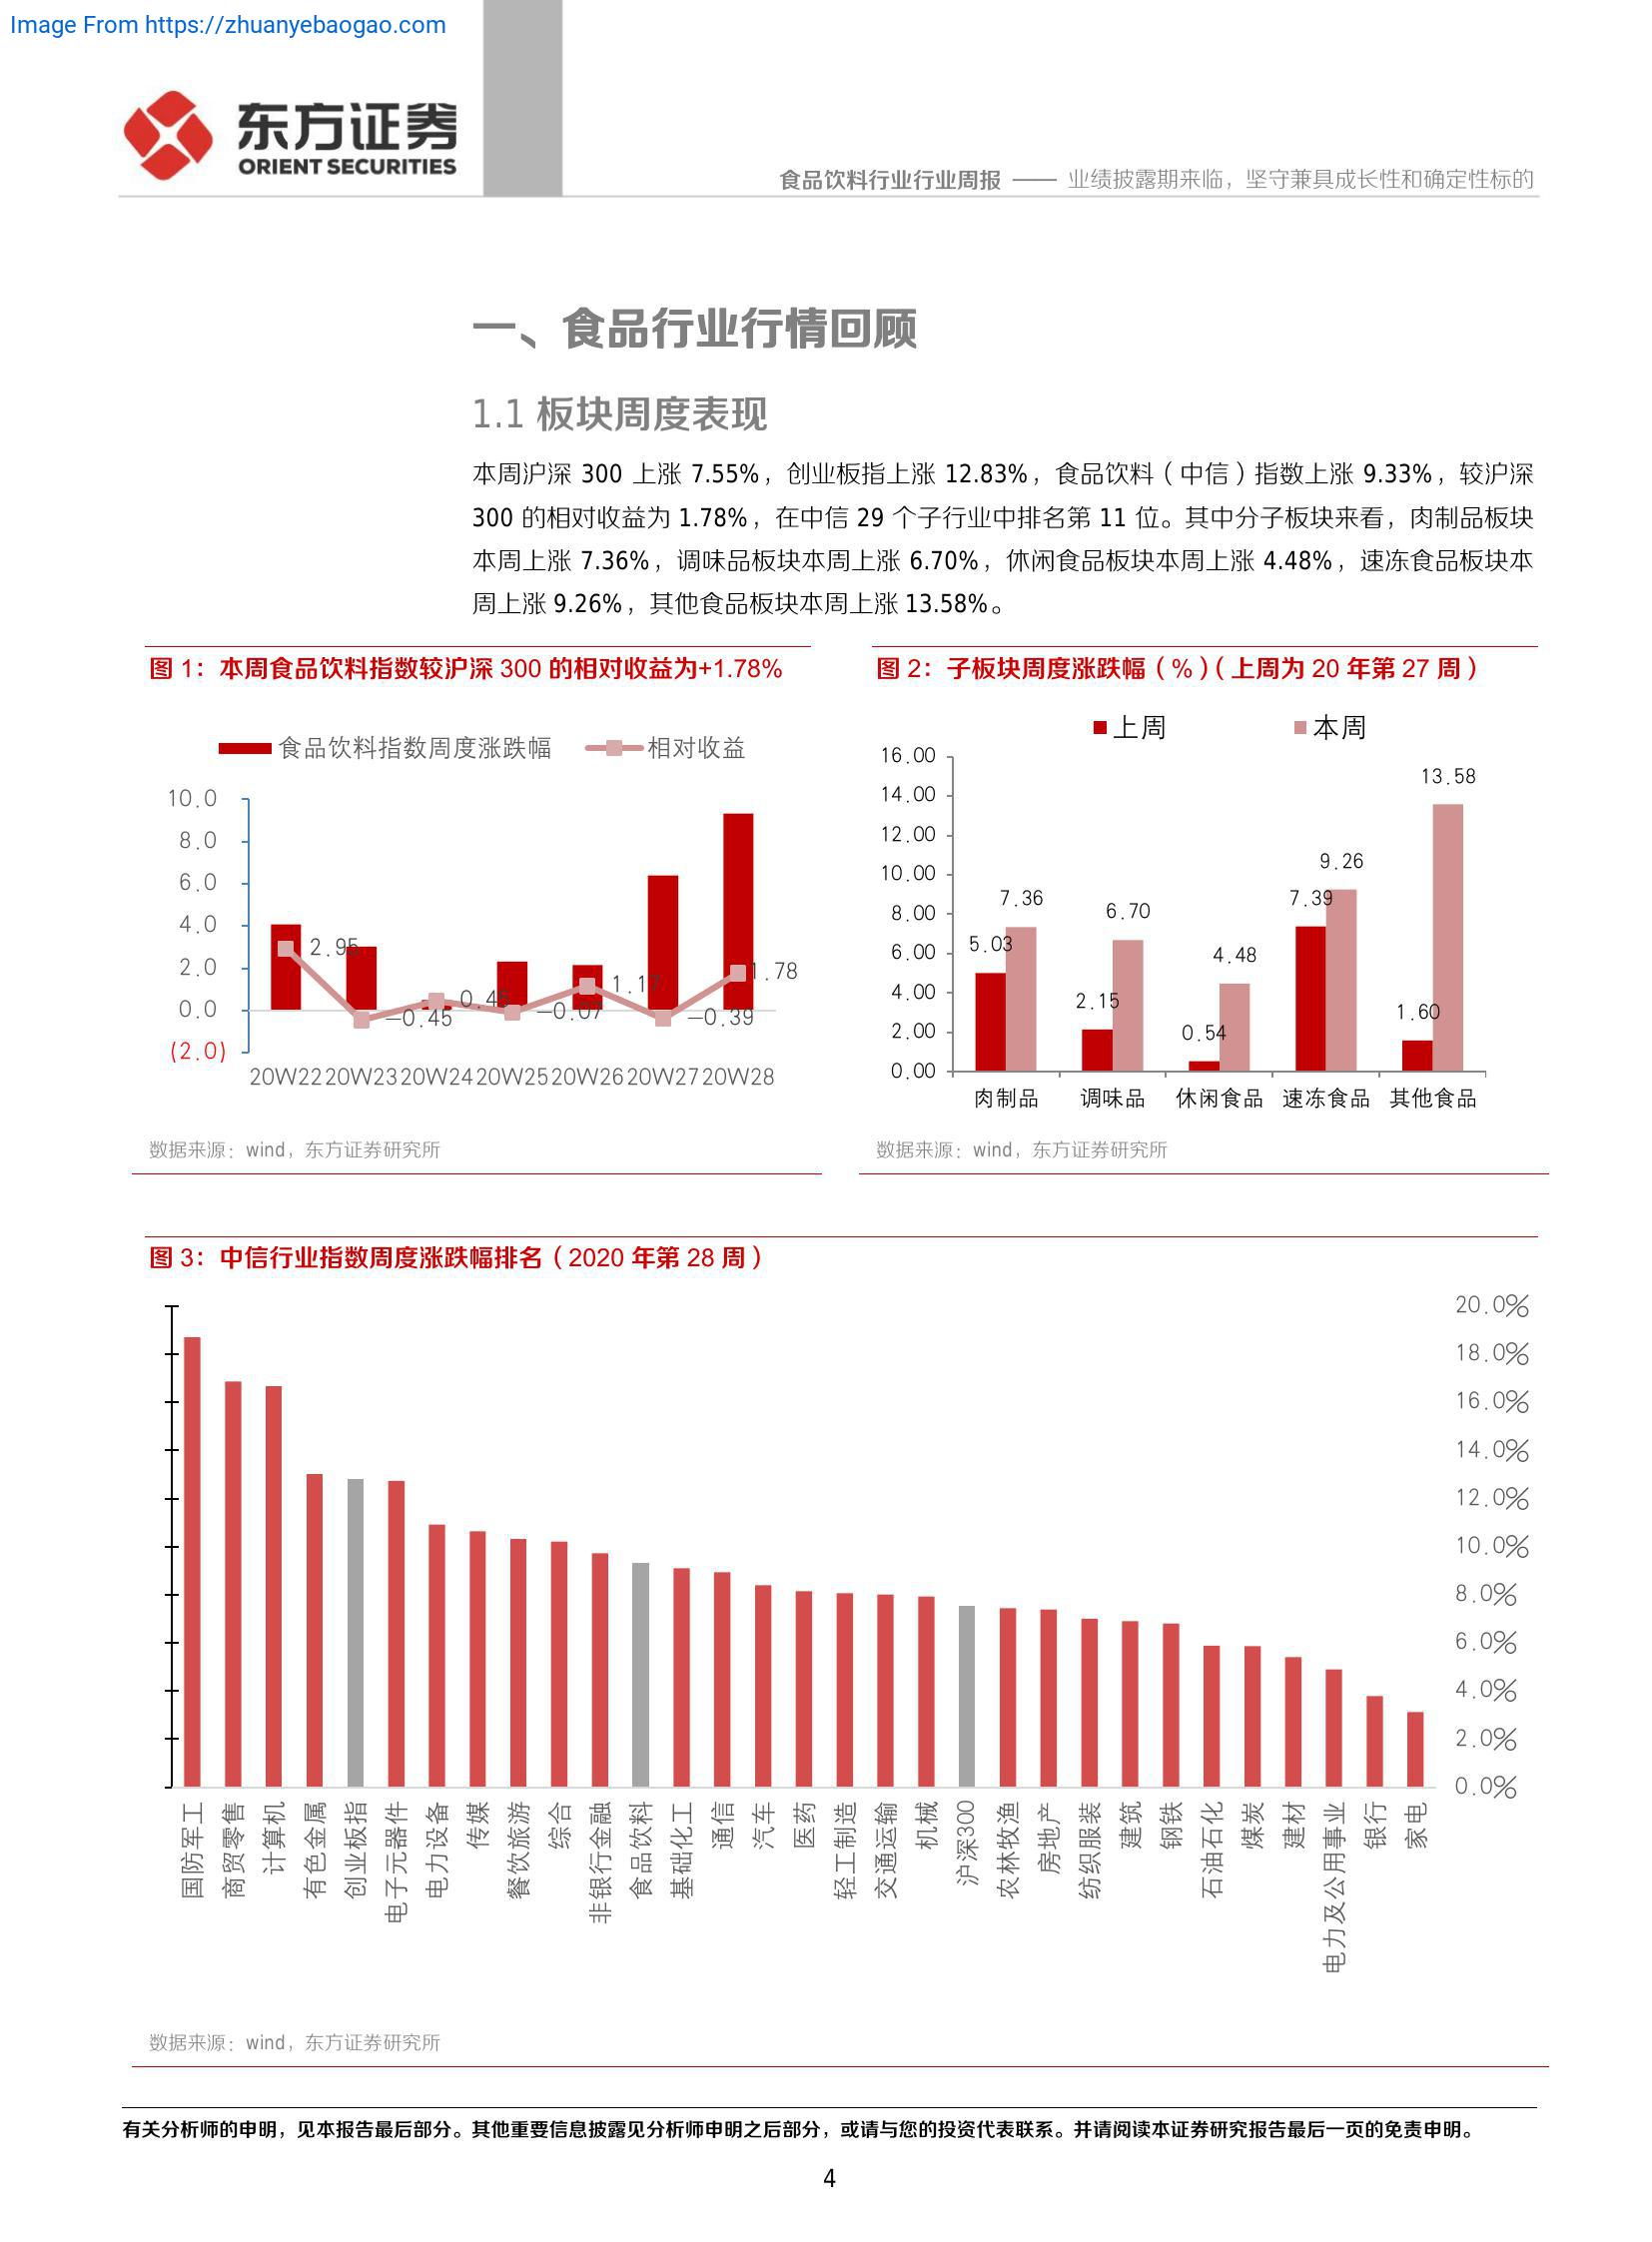 Image From https://zhuanyebaogao.com
东方证券
ORIENT SECURITIES
食品饮料行业行业周报 —— 业绩披露期来临，坚守兼具成长性和确定性标的
一、食品行业行情回顾
1.1 板块周度表现
本周沪深 300 上涨 7.55%，创业板指上涨 12.83%，食品饮料（中信）指数上涨 9.33%，较沪深
300 的相对收益为 1.78%，在中信 29 个子行业中排名第 11 位。其中分子板块来看，肉制品板块
本周上涨 7.36%，调味品板块本周上涨 6.70%，休闲食品板块本周上涨 4.48%，速冻食品板块本
周上涨 9.26%，其他食品板块本周上涨 13.58%。
图 1：本周食品饮料指数较沪深 300 的相对收益为+1.78%
食品饮料指数周度涨跌幅 相对收益
10.0
8.0
6.0
4.0
2.0
0.0
(2.0)
2.95
-0.45
0.45
-0.07
1.17
-0.39
1.78
20W22 20W23 20W24 20W25 20W26 20W27 20W28
数据来源：wind，东方证券研究所
图 2：子板块周度涨跌幅（%）（上周为 20 年第 27 周）
上周 本周
16.00
14.00
12.00
10.00
8.00
6.00
4.00
2.00
0.00
5.03 7.36
2.15 6.70
0.54 4.48
7.39 9.26
1.60 13.58
肉制品 调味品 休闲食品 速冻食品 其他食品
数据来源：wind，东方证券研究所
图 3：中信行业指数周度涨跌幅排名（2020 年第 28 周）
20.0%
18.0%
16.0%
14.0%
12.0%
10.0%
8.0%
6.0%
4.0%
2.0%
0.0%
国防军工
商贸零售
计算机
有色金属
创业板指
电子元器件
电力设备
传媒
餐饮旅游
综合
非银行金融
食品饮料
基础化工
通信
汽车
医药
轻工制造
交通运输
机械
沪深300
农林牧渔
房地产
纺织服装
建筑
钢铁
石油石化
煤炭
建材
电力及公用事业
银行
家电
数据来源：wind，东方证券研究所
有关分析师的申明，见本报告最后部分。其他重要信息披露见分析师申明之后部分，或请与您的投资代表联系。并请阅读本证券研究报告最后一页的免责申明。
4